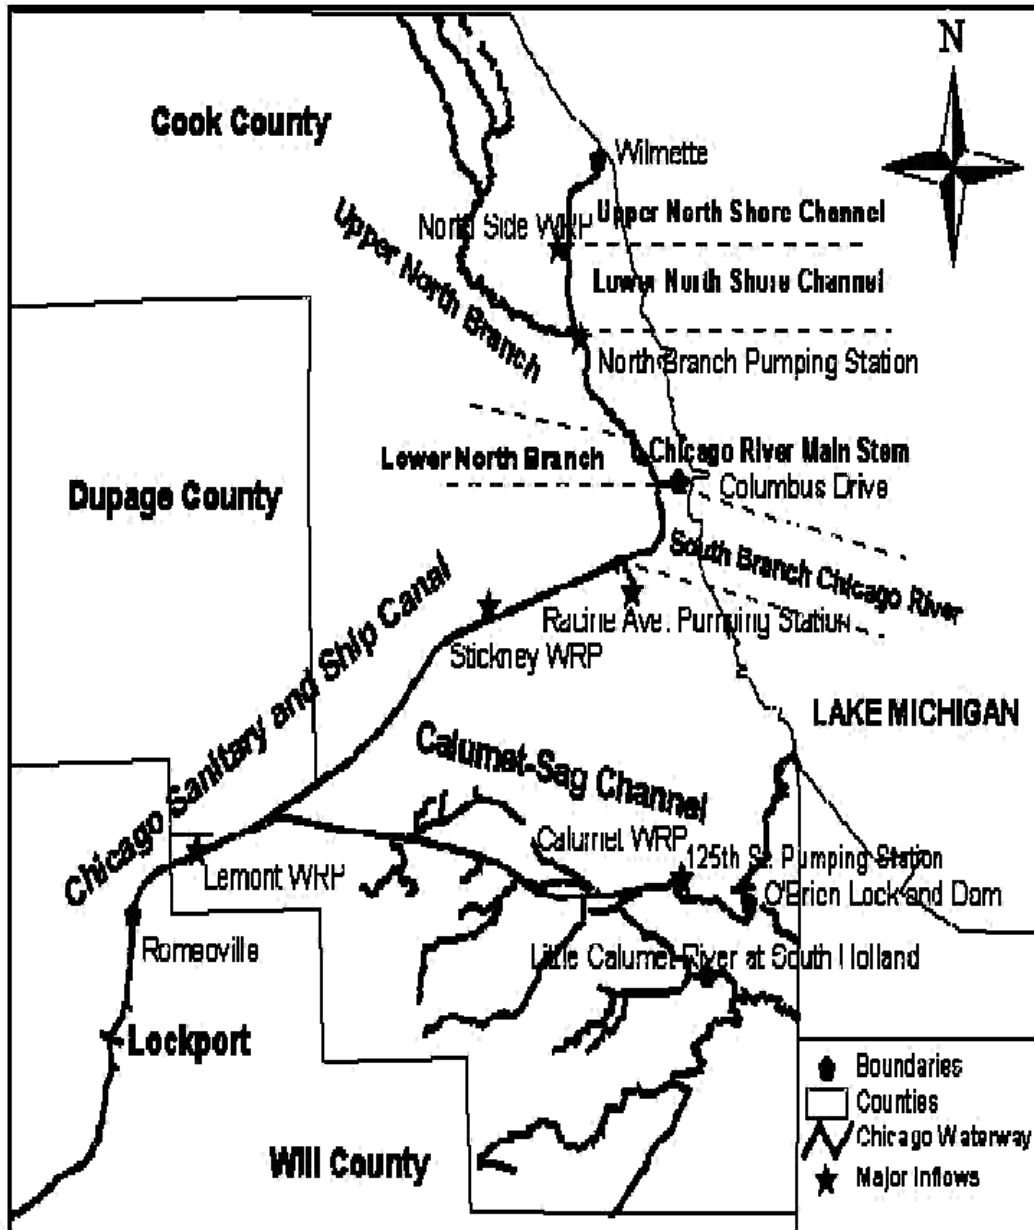 N
Cook County
Wilmette
Upper North Shore Channel
North Side WRP
Upper North Branch
Lower North Shore Channel
North Branch Pumping Station
Chicago River Main Stem
Lower North Branch
Columbus Drive
Dupage County
South Branch Chicago River
Racine Ave. Pumping Station
Stickney WRP
Chicago Sanitary and Ship Canal
LAKE MICHIGAN
Calumet-Sag Channel
Calumet WRP
125th St. Pumping Station
Lemont WRP
O'Brien Lock and Dam
Romeoville
Little Calumet River at South Holland
Lockport
Will County
Boundaries
Counties
Chicago Waterway
Major Inflows